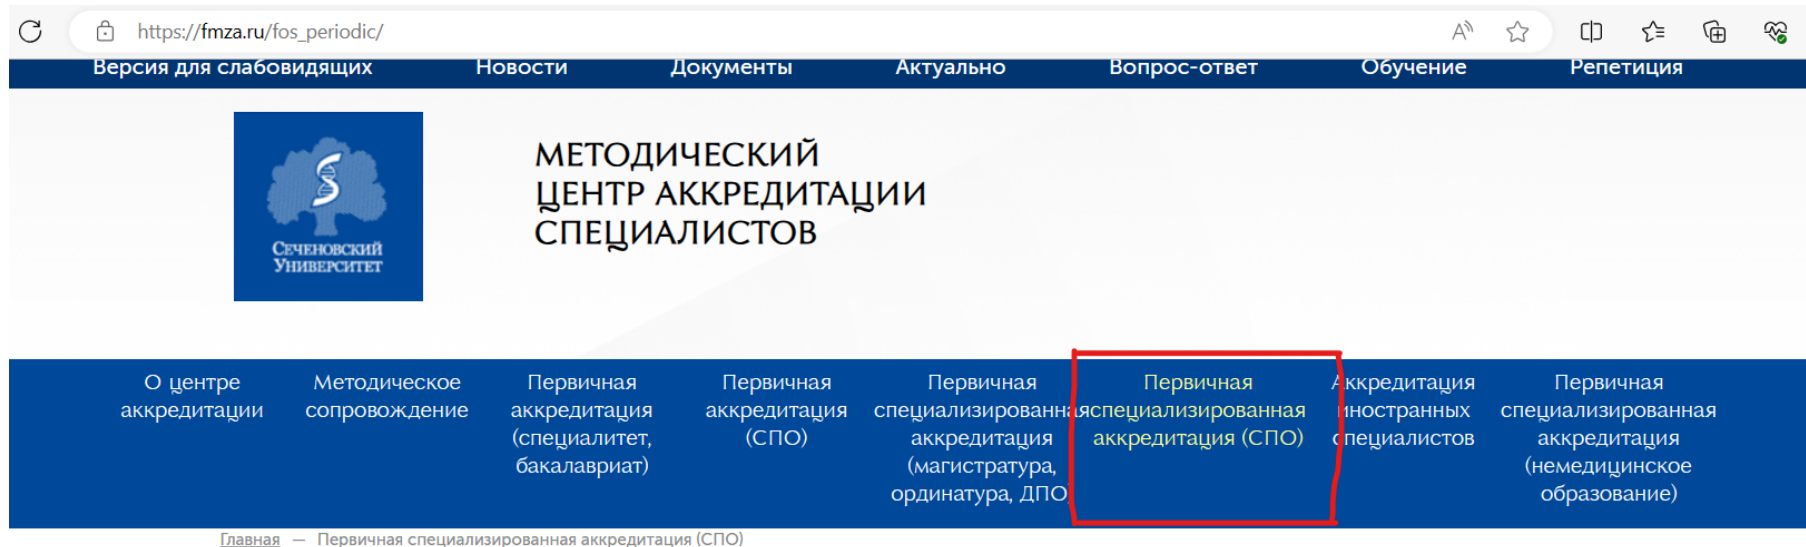 https://fmza.ru/fos_periodic/
Версия для слабовидящих Новости Документы Актуально Вопрос-ответ Обучение Репетиция
Сеченовский
Университет
МЕТОДИЧЕСКИЙ
ЦЕНТР АККРЕДИТАЦИИ
СПЕЦИАЛИСТОВ
О центре
аккредитации
Методическое
сопровождение
Первичная
аккредитация
(специалитет,
бакалавриат)
Первичная
аккредитация
(СПО)
Первичная
специализированная
аккредитация
(магистратура,
ординатура, ДПО)
Первичная
специализированная
аккредитация (СПО)
Аккредитация
иностранных
специалистов
Первичная
специализированная
аккредитация
(немедицинское
образование)
Главная — Первичная специализированная аккредитация (СПО)